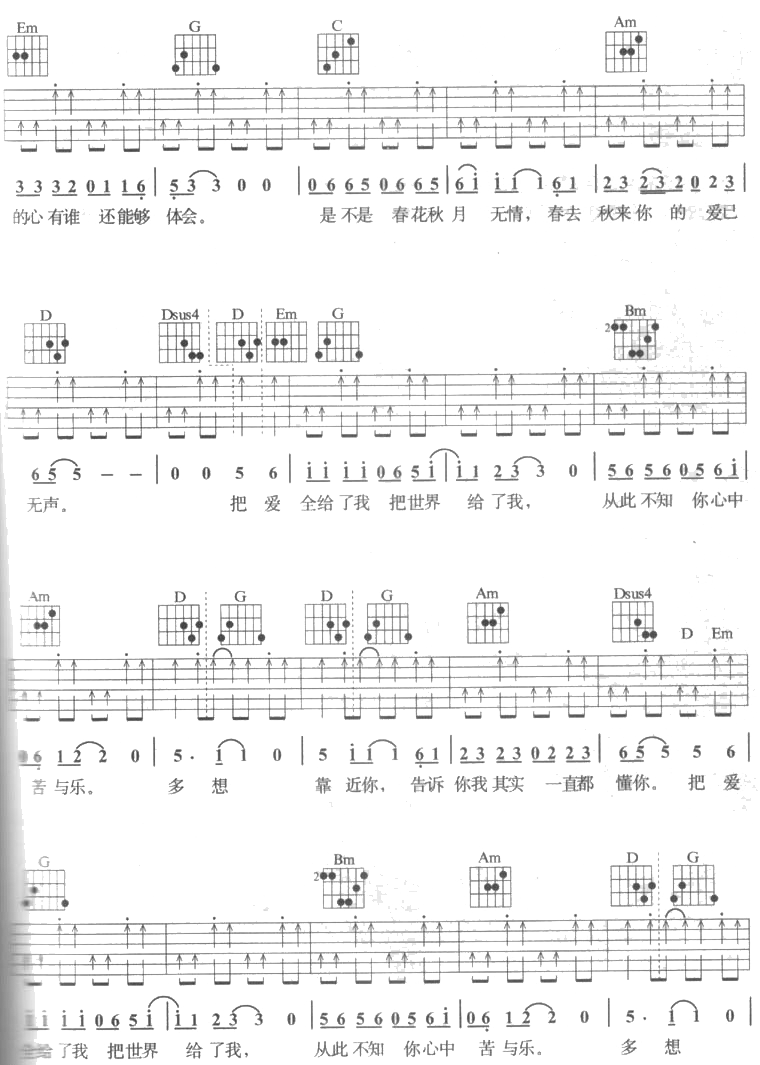 Em G C Am
3 3 3 2 0 1 1 6 | 5 3 3 0 0 | 0 6 6 5 0 6 6 5 | 6 i i i 1 6 1 | 2 3 2 3 2 0 2 3
的心有谁 还能够 体会。 是不是 春花秋月 无情，春去 秋来你的 爱已
D Dsus4 D Em G Bm
2
6 5 5 — — | 0 0 5 6 | i i i i 0 6 5 i | i 1 2 3 3 0 | 5 6 5 6 0 5 6 i
无声。 把爱 全给了我 把世界 给了我， 从此不知 你心中
Am D G D G Am Dsus4 D Em
0 6 1 2 2 0 | 5 · i 1 0 | 5 i i 1 6 1 | 2 3 2 3 0 2 2 3 | 6 5 5 5 6
苦与乐。 多想 靠近你， 告诉 你我其实 一直都 懂你。 把爱
G Bm Am D G
2
i i i i 0 6 5 i | i 1 2 3 3 0 | 5 6 5 6 0 5 6 i | 0 6 1 2 2 0 | 5 · i 1 0
全给了我 把世界 给了我， 从此不知 你心中 苦与乐。 多想